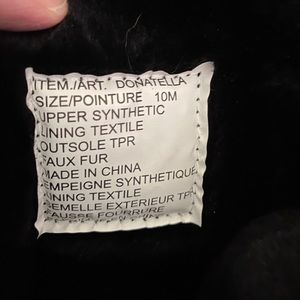 ITEM./ART. DONATELLA
SIZE/POINTURE 10M
UPPER SYNTHETIC
LINING TEXTILE
OUTSOLE TPR
FAUX FUR
MADE IN CHINA
EMPEIGNE SYNTHETIQUE
LINING TEXTILE
SEMELLE EXTERIEUR TPR
FAUSSE FOURRURE